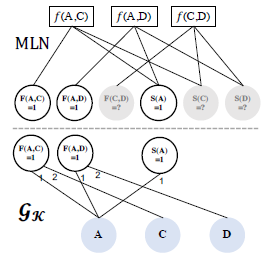 f(A,C) f(A,D) f(C,D)
MLN
F(A,C) =1 F(A,D) =1 F(C,D) =? S(A) =1 S(C) =? S(D) =?
F(A,C) =1 F(A,D) =1 S(A) =1
1 2 1 2 1
𝒢𝒦
A C D